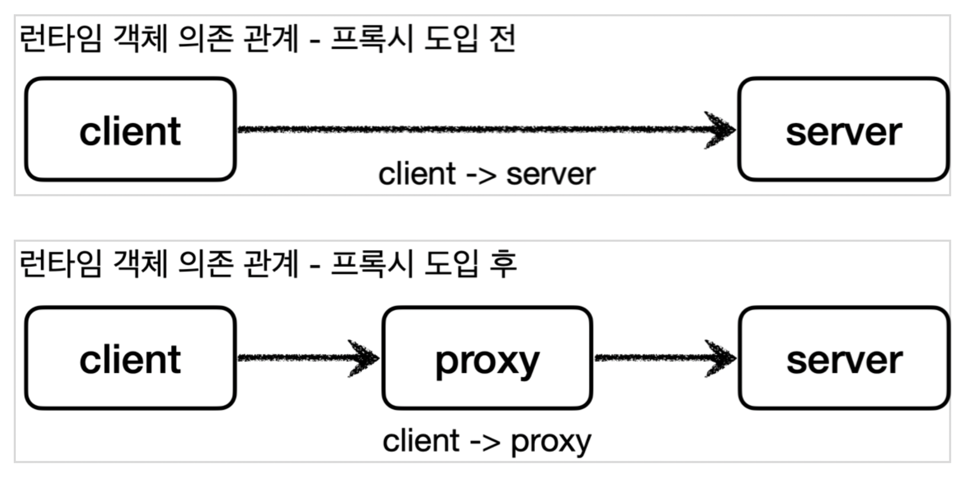 런타임 객체 의존 관계 - 프록시 도입 전
client
server
client -> server
런타임 객체 의존 관계 - 프록시 도입 후
client
proxy
server
client -> proxy